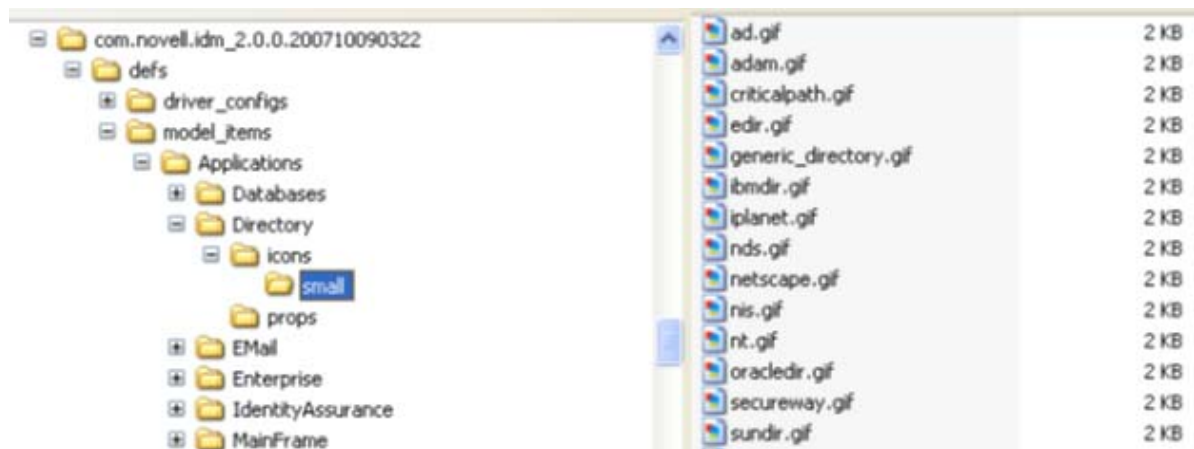 com.novell.idm_2.0.0.200710090322
defs
driver_configs
model_items
Applications
Databases
Directory
icons
small
props
EMail
Enterprise
IdentityAssurance
MainFrame
ad.gif 2 KB
adam.gif 2 KB
criticalpath.gif 2 KB
edir.gif 2 KB
generic_directory.gif 2 KB
ibmdir.gif 2 KB
iplanet.gif 2 KB
nds.gif 2 KB
netscape.gif 2 KB
nis.gif 2 KB
nt.gif 2 KB
oracledir.gif 2 KB
secureway.gif 2 KB
sundir.gif 2 KB